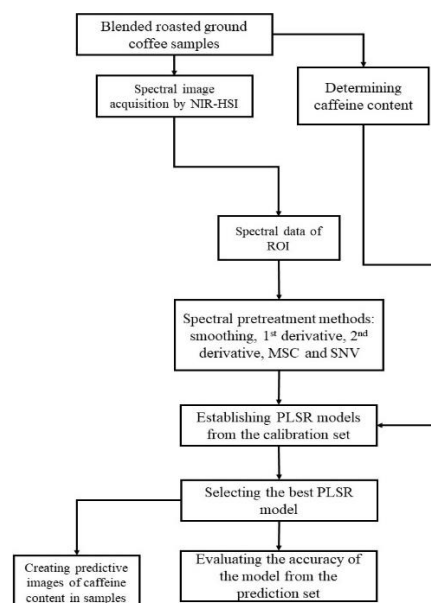 Blended roasted ground
coffee samples
Spectral image
acquisition by NIR-HSI
Determining
caffeine content
Spectral data of
ROI
Spectral pretreatment methods:
smoothing, 1st derivative, 2nd
derivative, MSC and SNV
Establishing PLSR models
from the calibration set
Selecting the best PLSR
model
Creating predictive
images of caffeine
content in samples
Evaluating the accuracy of
the model from the
prediction set